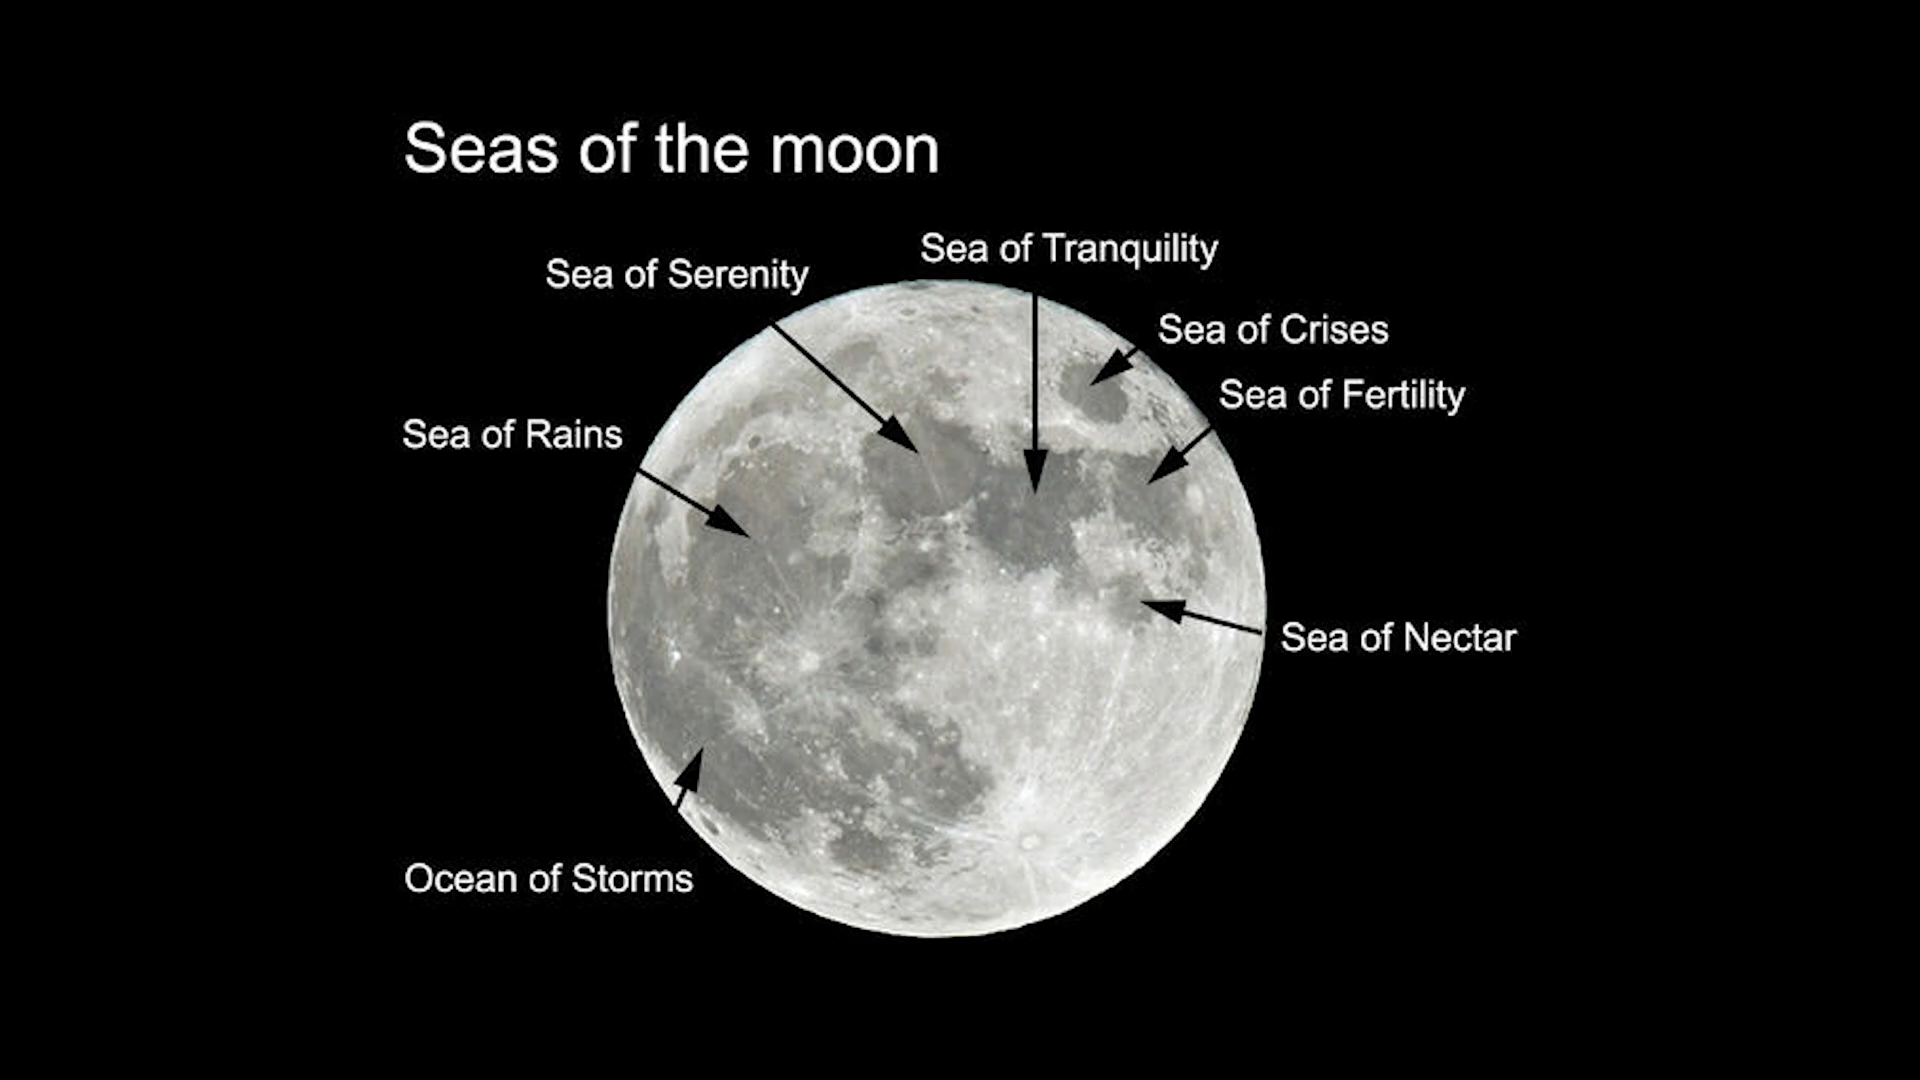 Seas of the moon
Sea of Tranquility
Sea of Serenity
Sea of Crises
Sea of Fertility
Sea of Rains
Sea of Nectar
Ocean of Storms